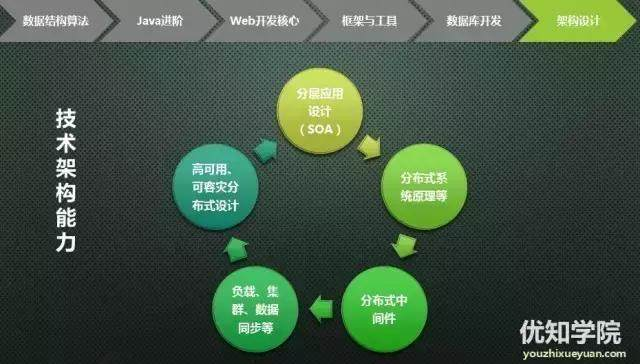 数据结构算法
Java进阶
Web开发核心
框架与工具
数据库开发
架构设计
技术架构能力
分层应用
设计
（SOA）
分布式系
统原理等
分布式中
间件
负载、集
群、数据
同步等
高可用、
可容灾分
布式设计
优知学院
youzhixueyuan.com